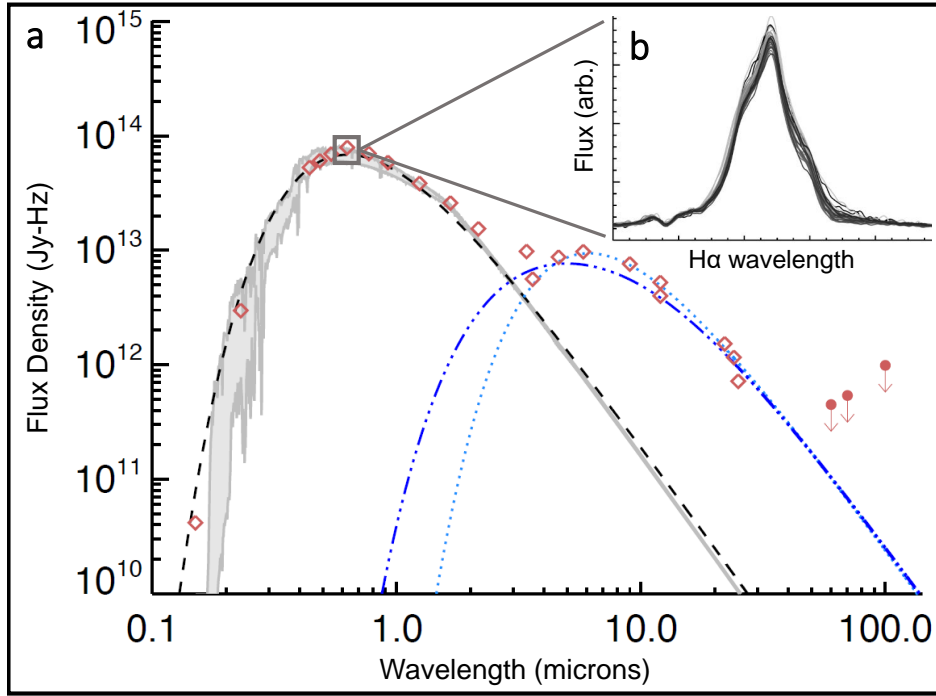 a
b
10^15
10^14
10^13
10^12
10^11
10^10
Flux Density (Jy-Hz)
0.1 1.0 10.0 100.0
Wavelength (microns)
Flux (arb.)
Hα wavelength